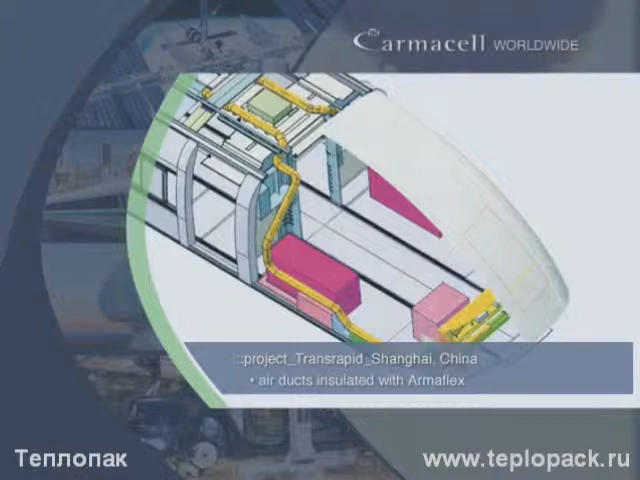 armacell WORLDWIDE
::project_Transrapid_Shanghai, China
• air ducts insulated with Armaflex
Теплопак
www.teplopack.ru